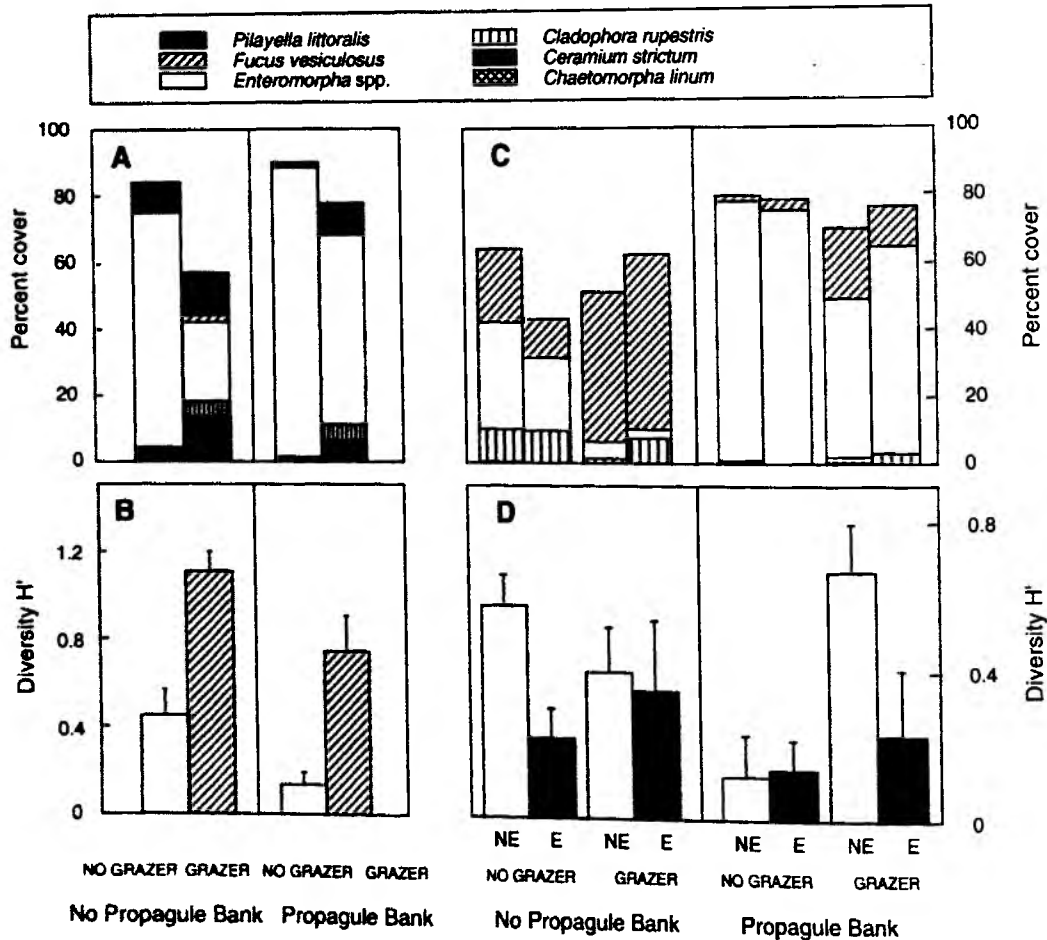 Pilayella littoralis
Fucus vesiculosus
Enteromorpha spp.
Cladophora rupestris
Ceramium strictum
Chaetomorpha linum
A
100
80
60
40
20
0
Percent cover
C
100
80
60
40
20
0
Percent cover
B
1.2
0.8
0.4
0
Diversity H'
D
0.8
0.4
0
Diversity H'
NO GRAZER GRAZER NO GRAZER GRAZER
No Propagule Bank Propagule Bank
NE E NE E NE E NE E
NO GRAZER GRAZER NO GRAZER GRAZER
No Propagule Bank Propagule Bank